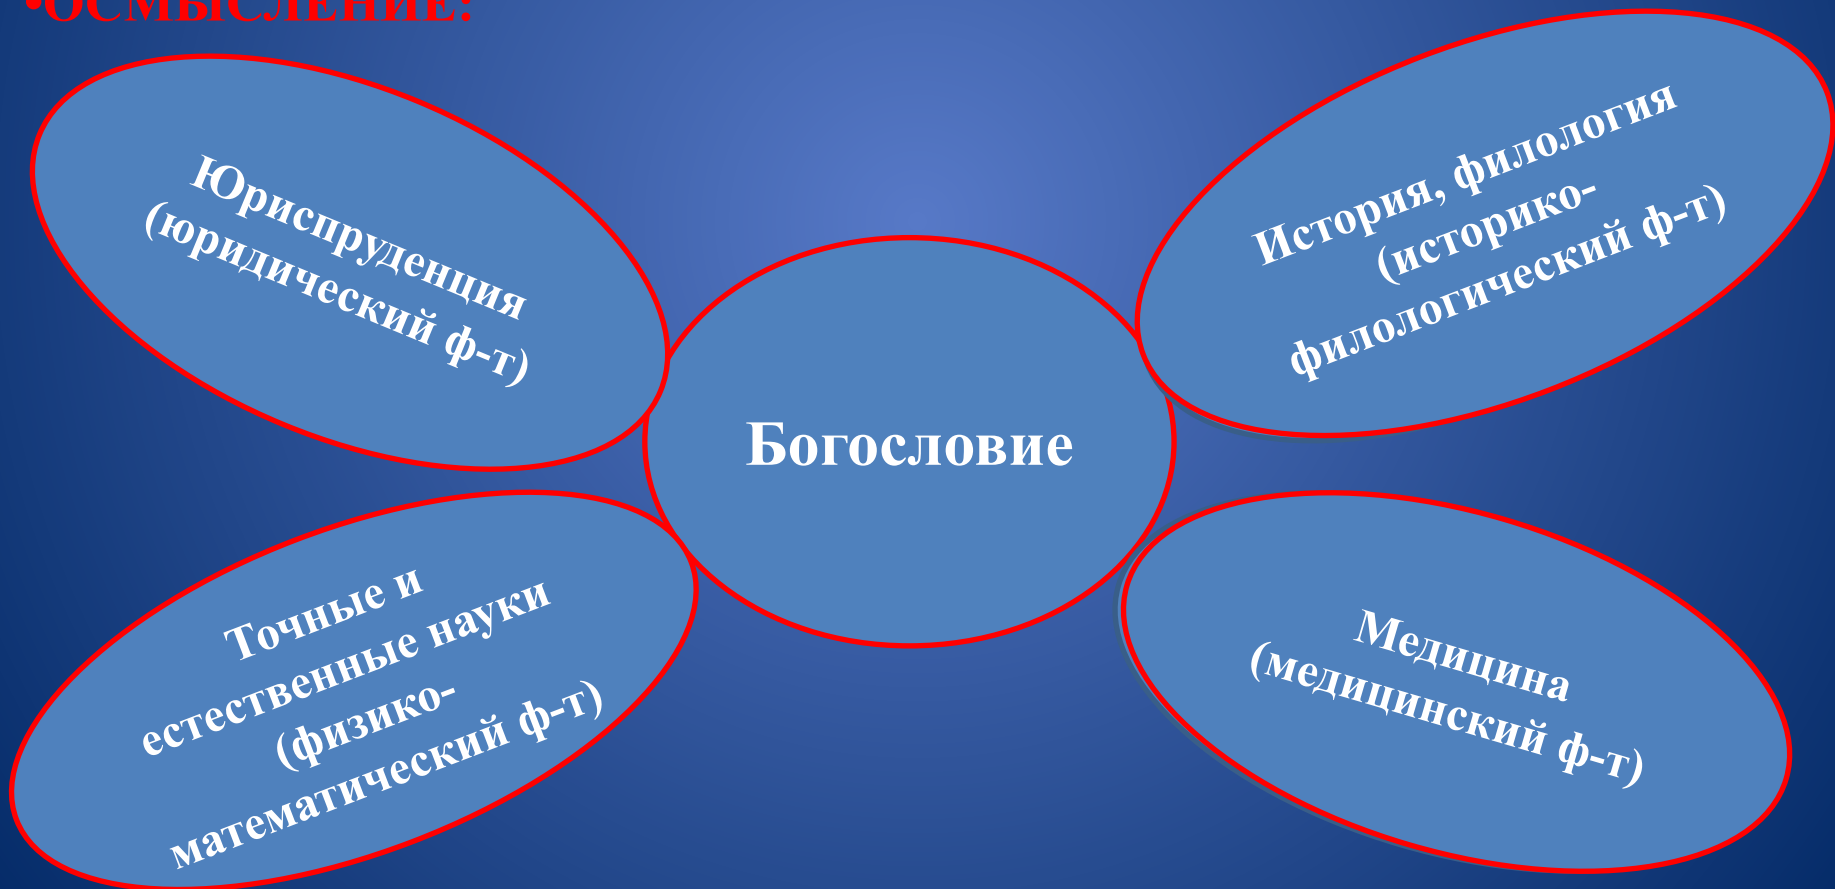 •ОСМЫСЛЕНИЕ:
Юриспруденция
(юридический ф-т)
История, филология
(историко-
филологический ф-т)
Богословие
Точные и
естественные науки
(физико-
математический ф-т)
Медицина
(медицинский ф-т)